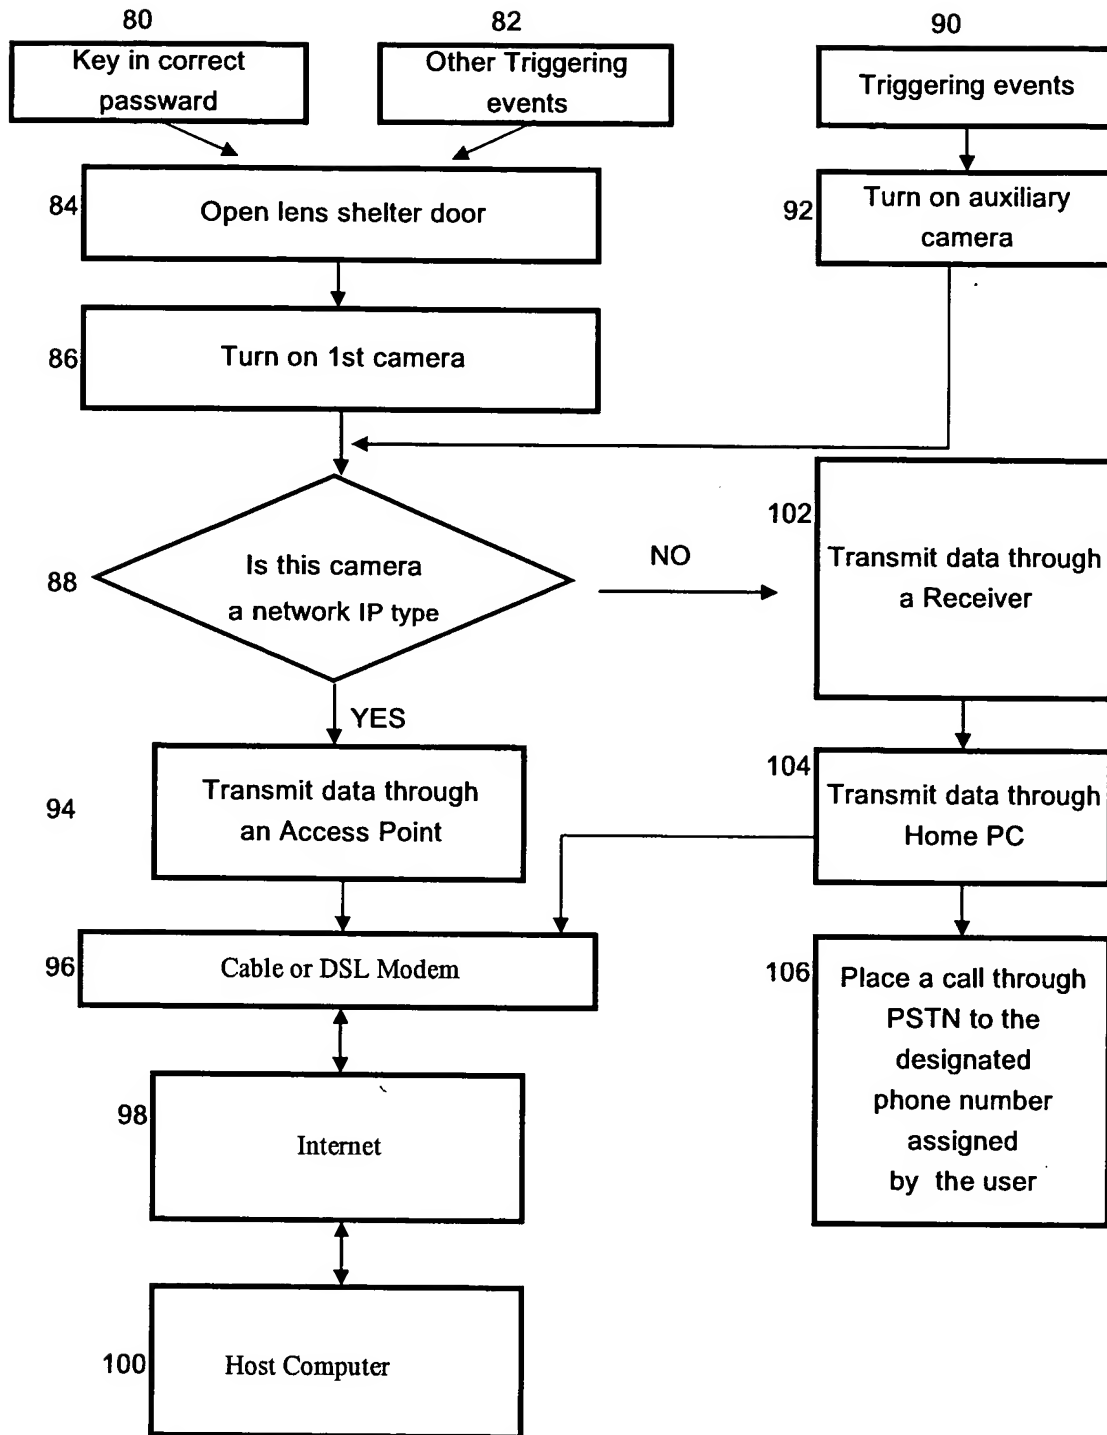 80
82
90
Key in correct
passward
Other Triggering
events
Triggering events
84
Open lens shelter door
92
Turn on auxiliary
camera
86
Turn on 1st camera
88
Is this camera
a network IP type
NO
102
Transmit data through
a Receiver
YES
94
Transmit data through
an Access Point
104
Transmit data through
Home PC
96
Cable or DSL Modem
106
Place a call through
PSTN to the
designated
phone number
assigned
by the user
98
Internet
100
Host Computer